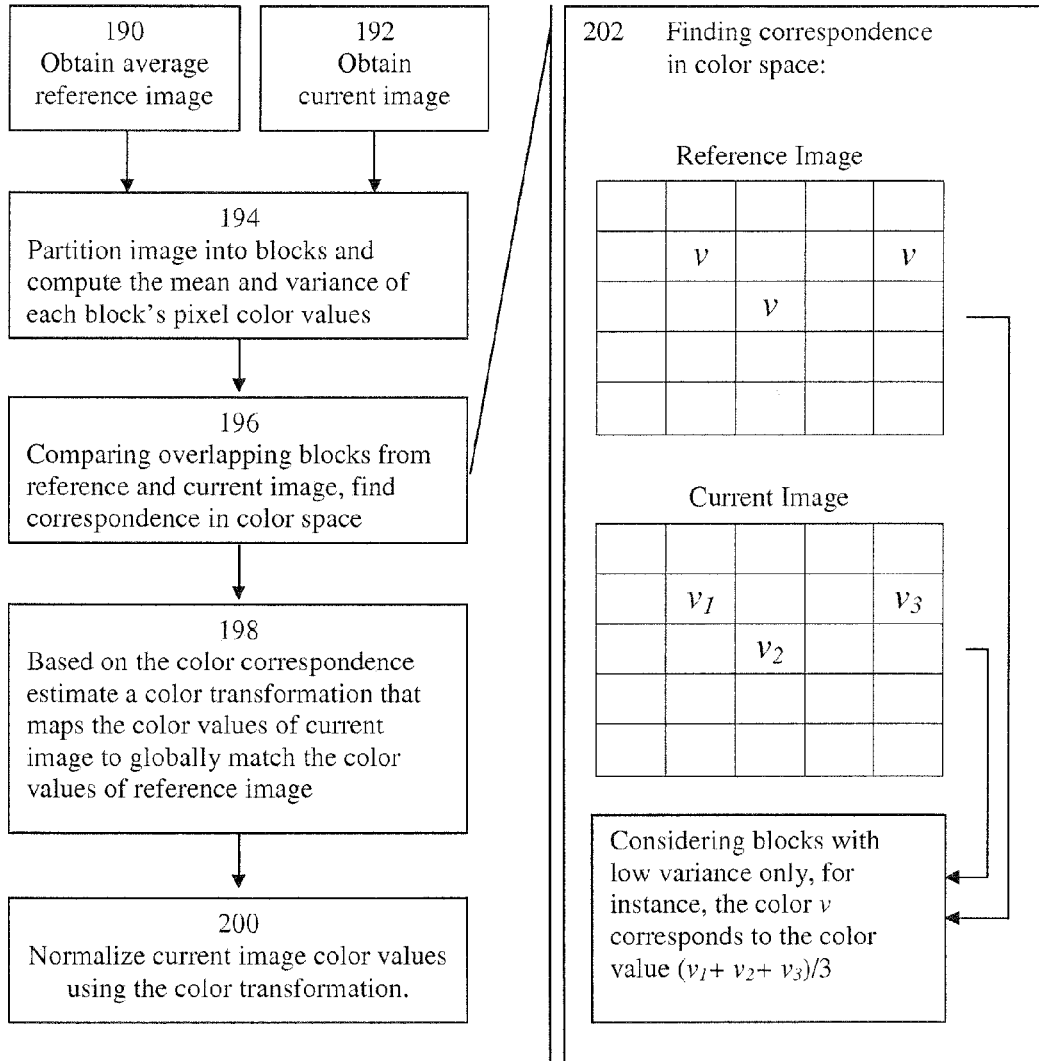 190
Obtain average
reference image
192
Obtain
current image
194
Partition image into blocks and
compute the mean and variance of
each block's pixel color values
196
Comparing overlapping blocks from
reference and current image, find
correspondence in color space
198
Based on the color correspondence
estimate a color transformation that
maps the color values of current
image to globally match the color
values of reference image
200
Normalize current image color values
using the color transformation.
202 Finding correspondence
in color space:
Reference Image
v v
v
Current Image
v1 v3
v2
Considering blocks with
low variance only, for
instance, the color v
corresponds to the color
value (v1+ v2+ v3)/3